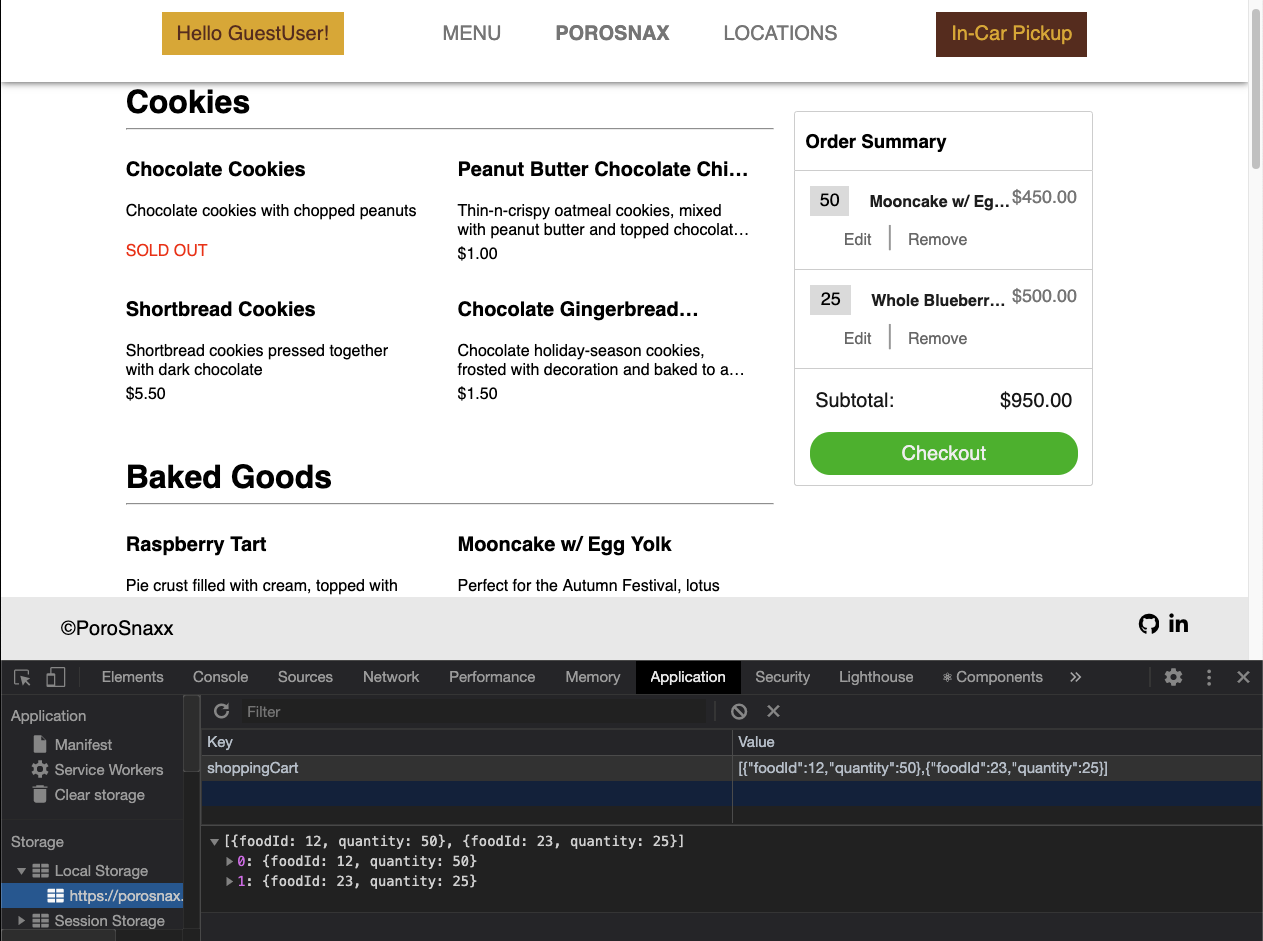 Hello GuestUser! MENU POROSNAX LOCATIONS In-Car Pickup
Cookies
Chocolate Cookies
Chocolate cookies with chopped peanuts
SOLD OUT
Peanut Butter Chocolate Chi...
Thin-n-crispy oatmeal cookies, mixed
with peanut butter and topped chocolat...
$1.00
Shortbread Cookies
Shortbread cookies pressed together
with dark chocolate
$5.50
Chocolate Gingerbread...
Chocolate holiday-season cookies,
frosted with decoration and baked to a...
$1.50
Baked Goods
Raspberry Tart
Pie crust filled with cream, topped with
Mooncake w/ Egg Yolk
Perfect for the Autumn Festival, lotus
Order Summary
50 Mooncake w/ Eg... $450.00
Edit Remove
25 Whole Blueberr... $500.00
Edit Remove
Subtotal: $950.00
Checkout
©PoroSnaxx
in
Elements Console Sources Network Performance Memory Application Security Lighthouse ⚛ Components »
Application
Manifest
Service Workers
Clear storage
Storage
Local Storage
https://porosnax.
Session Storage
Filter
Key Value
shoppingCart [{"foodId":12,"quantity":50},{"foodId":23,"quantity":25}]
[{foodId: 12, quantity: 50}, {foodId: 23, quantity: 25}]
0: {foodId: 12, quantity: 50}
1: {foodId: 23, quantity: 25}